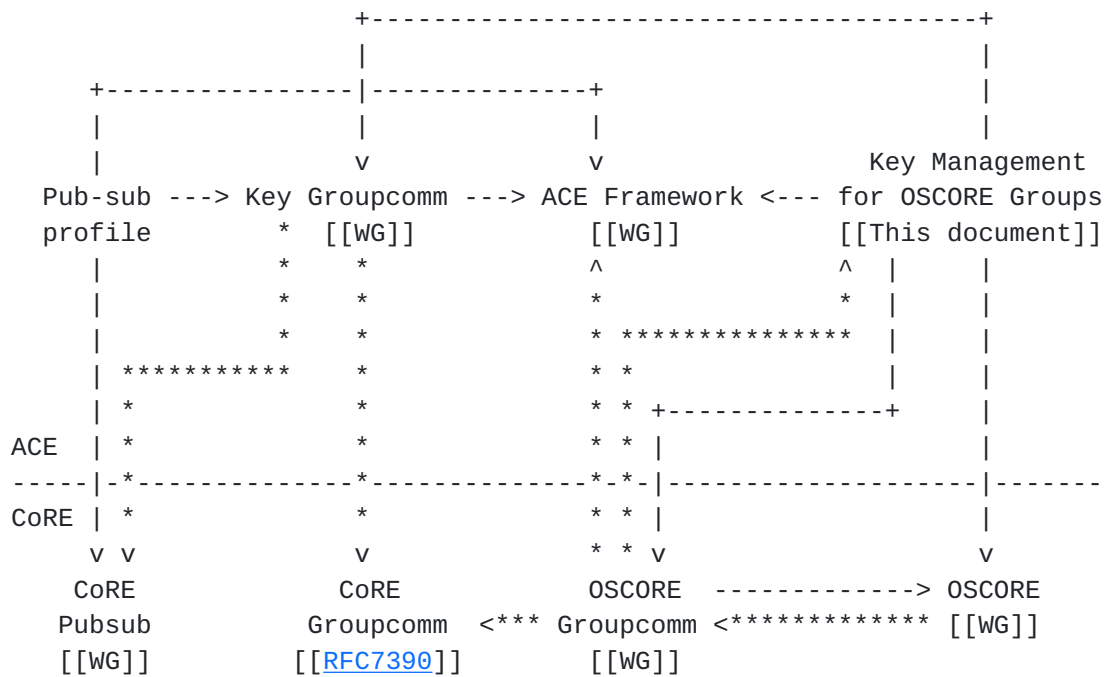 +---------------------------------------+
                       |                                       |
      +----------------|--------------+                        |
      |                |              |                        |
      |                v              v                 Key Management
  Pub-sub ---> Key Groupcomm ---> ACE Framework <--- for OSCORE Groups
  profile        *  [[WG]]           [[WG]]          [[This document]]
      |           *    *              ^               ^  |     |
      |           *    *              *               *  |     |
      |           *    *              * ***************  |     |
      | ***********    *              * *                |     |
      | *              *              * * +--------------+     |
ACE   | *              *              * * |                    |
-----|-*--------------*--------------*-*-|--------------------|-------
CoRE | *              *              * * |                    |
      v v              v              * * v                    v
     CoRE             CoRE            OSCORE -------------> OSCORE
    Pubsub          Groupcomm <*** Groupcomm <************* [[WG]]
    [[WG]]         [[RFC7390]]        [[WG]]